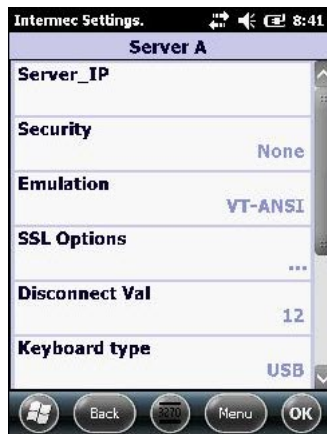 Intermec Settings. 8:41
Server A
Server_IP
Security
None
Emulation
VT-ANSI
SSL Options
...
Disconnect Val
12
Keyboard type
USB
Back 3270 Menu OK